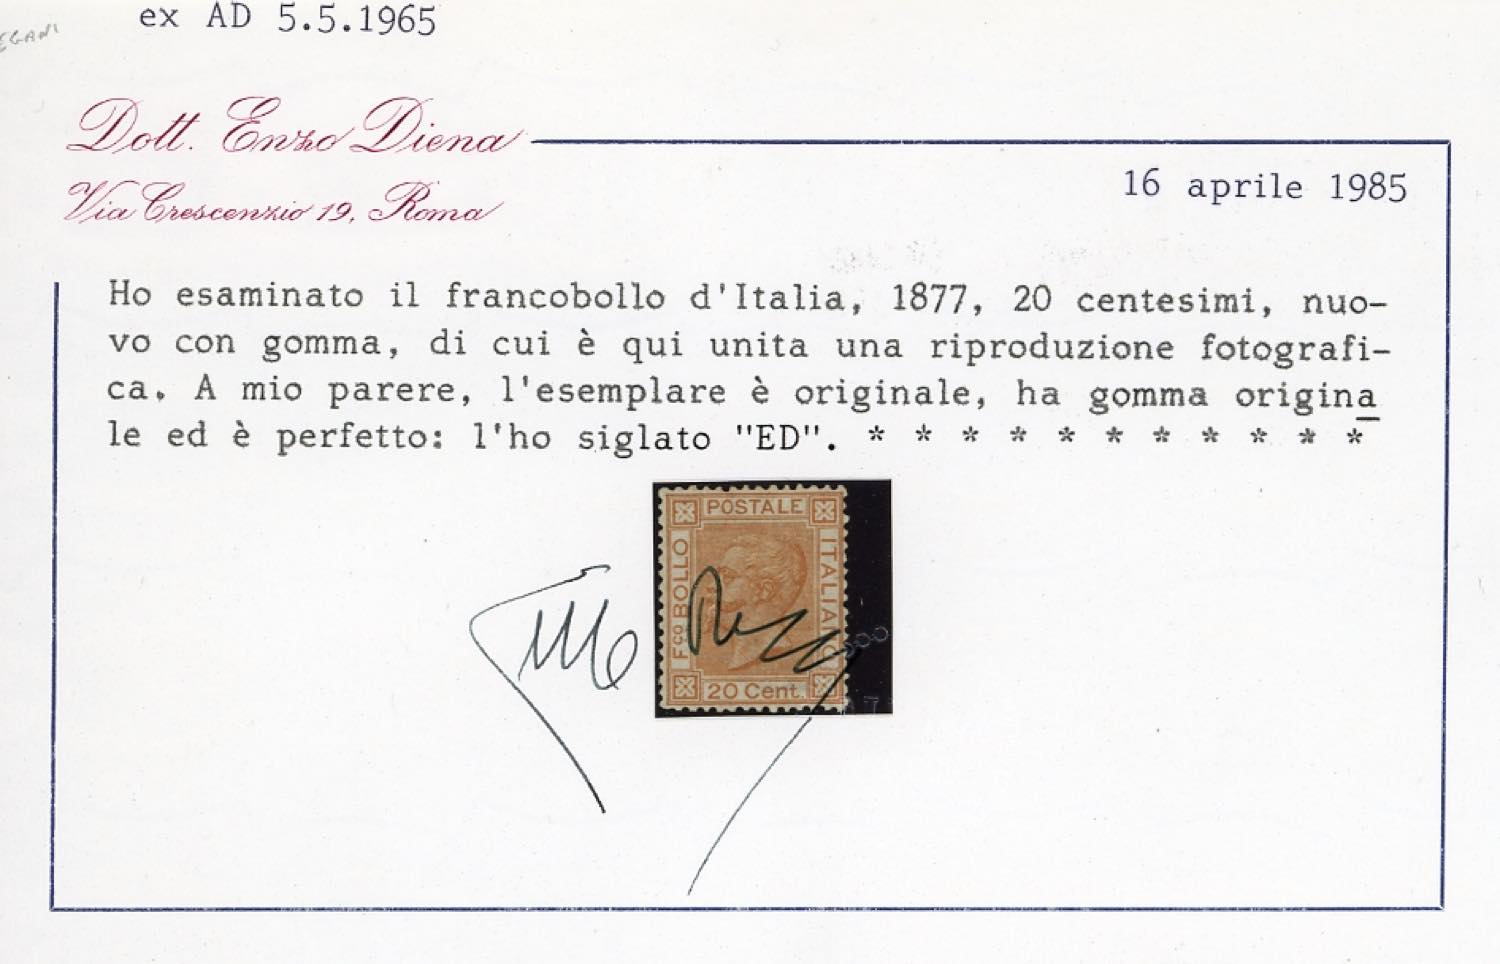 ex AD 5.5.1965
Dott. Enzo Diena
Via Crescenzio 19, Roma
16 aprile 1985
Ho esaminato il francobollo d'Italia, 1877, 20 centesimi, nuo-
vo con gomma, di cui è qui unita una riproduzione fotografi-
ca. A mio parere, l'esemplare è originale, ha gomma origina
le ed è perfetto: l'ho siglato "ED". * * * * * * * * * * *
POSTALE
Fco BOLLO
ITALIANO
20 Cent.